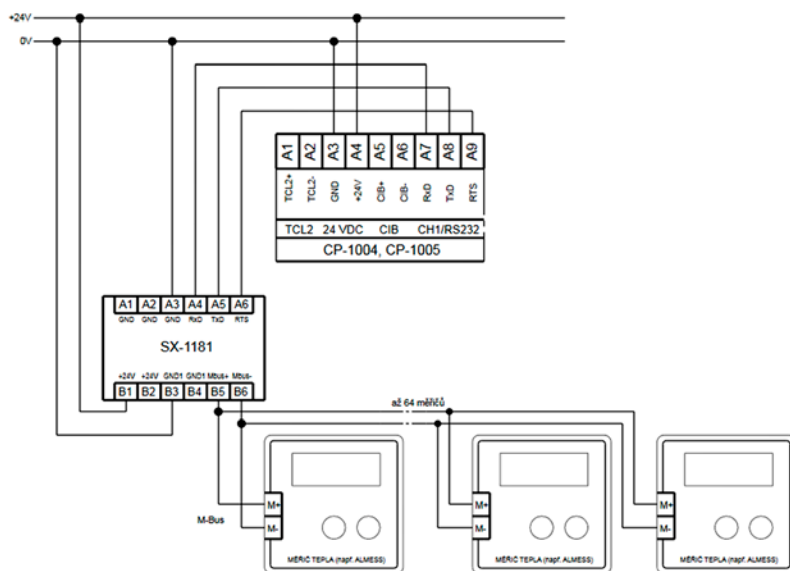 +24V
0V
A1 A2 A3 A4 A5 A6 A7 A8 A9
TCL2+ TCL2- GND +24V CIB+ CIB- RxD TxD RTS
TCL2 24 VDC CIB CH1/RS232
CP-1004, CP-1005
A1 A2 A3 A4 A5 A6
GND GND GND RxD TxD RTS
SX-1181
+24V +24V GND1 GND1 Mbus+ Mbus-
B1 B2 B3 B4 B5 B6
až 64 měřičů
M-Bus
M+
M-
MĚŘIČ TEPLA (např. ALMESS)
M+
M-
MĚŘIČ TEPLA (např. ALMESS)
M+
M-
MĚŘIČ TEPLA (např. ALMESS)